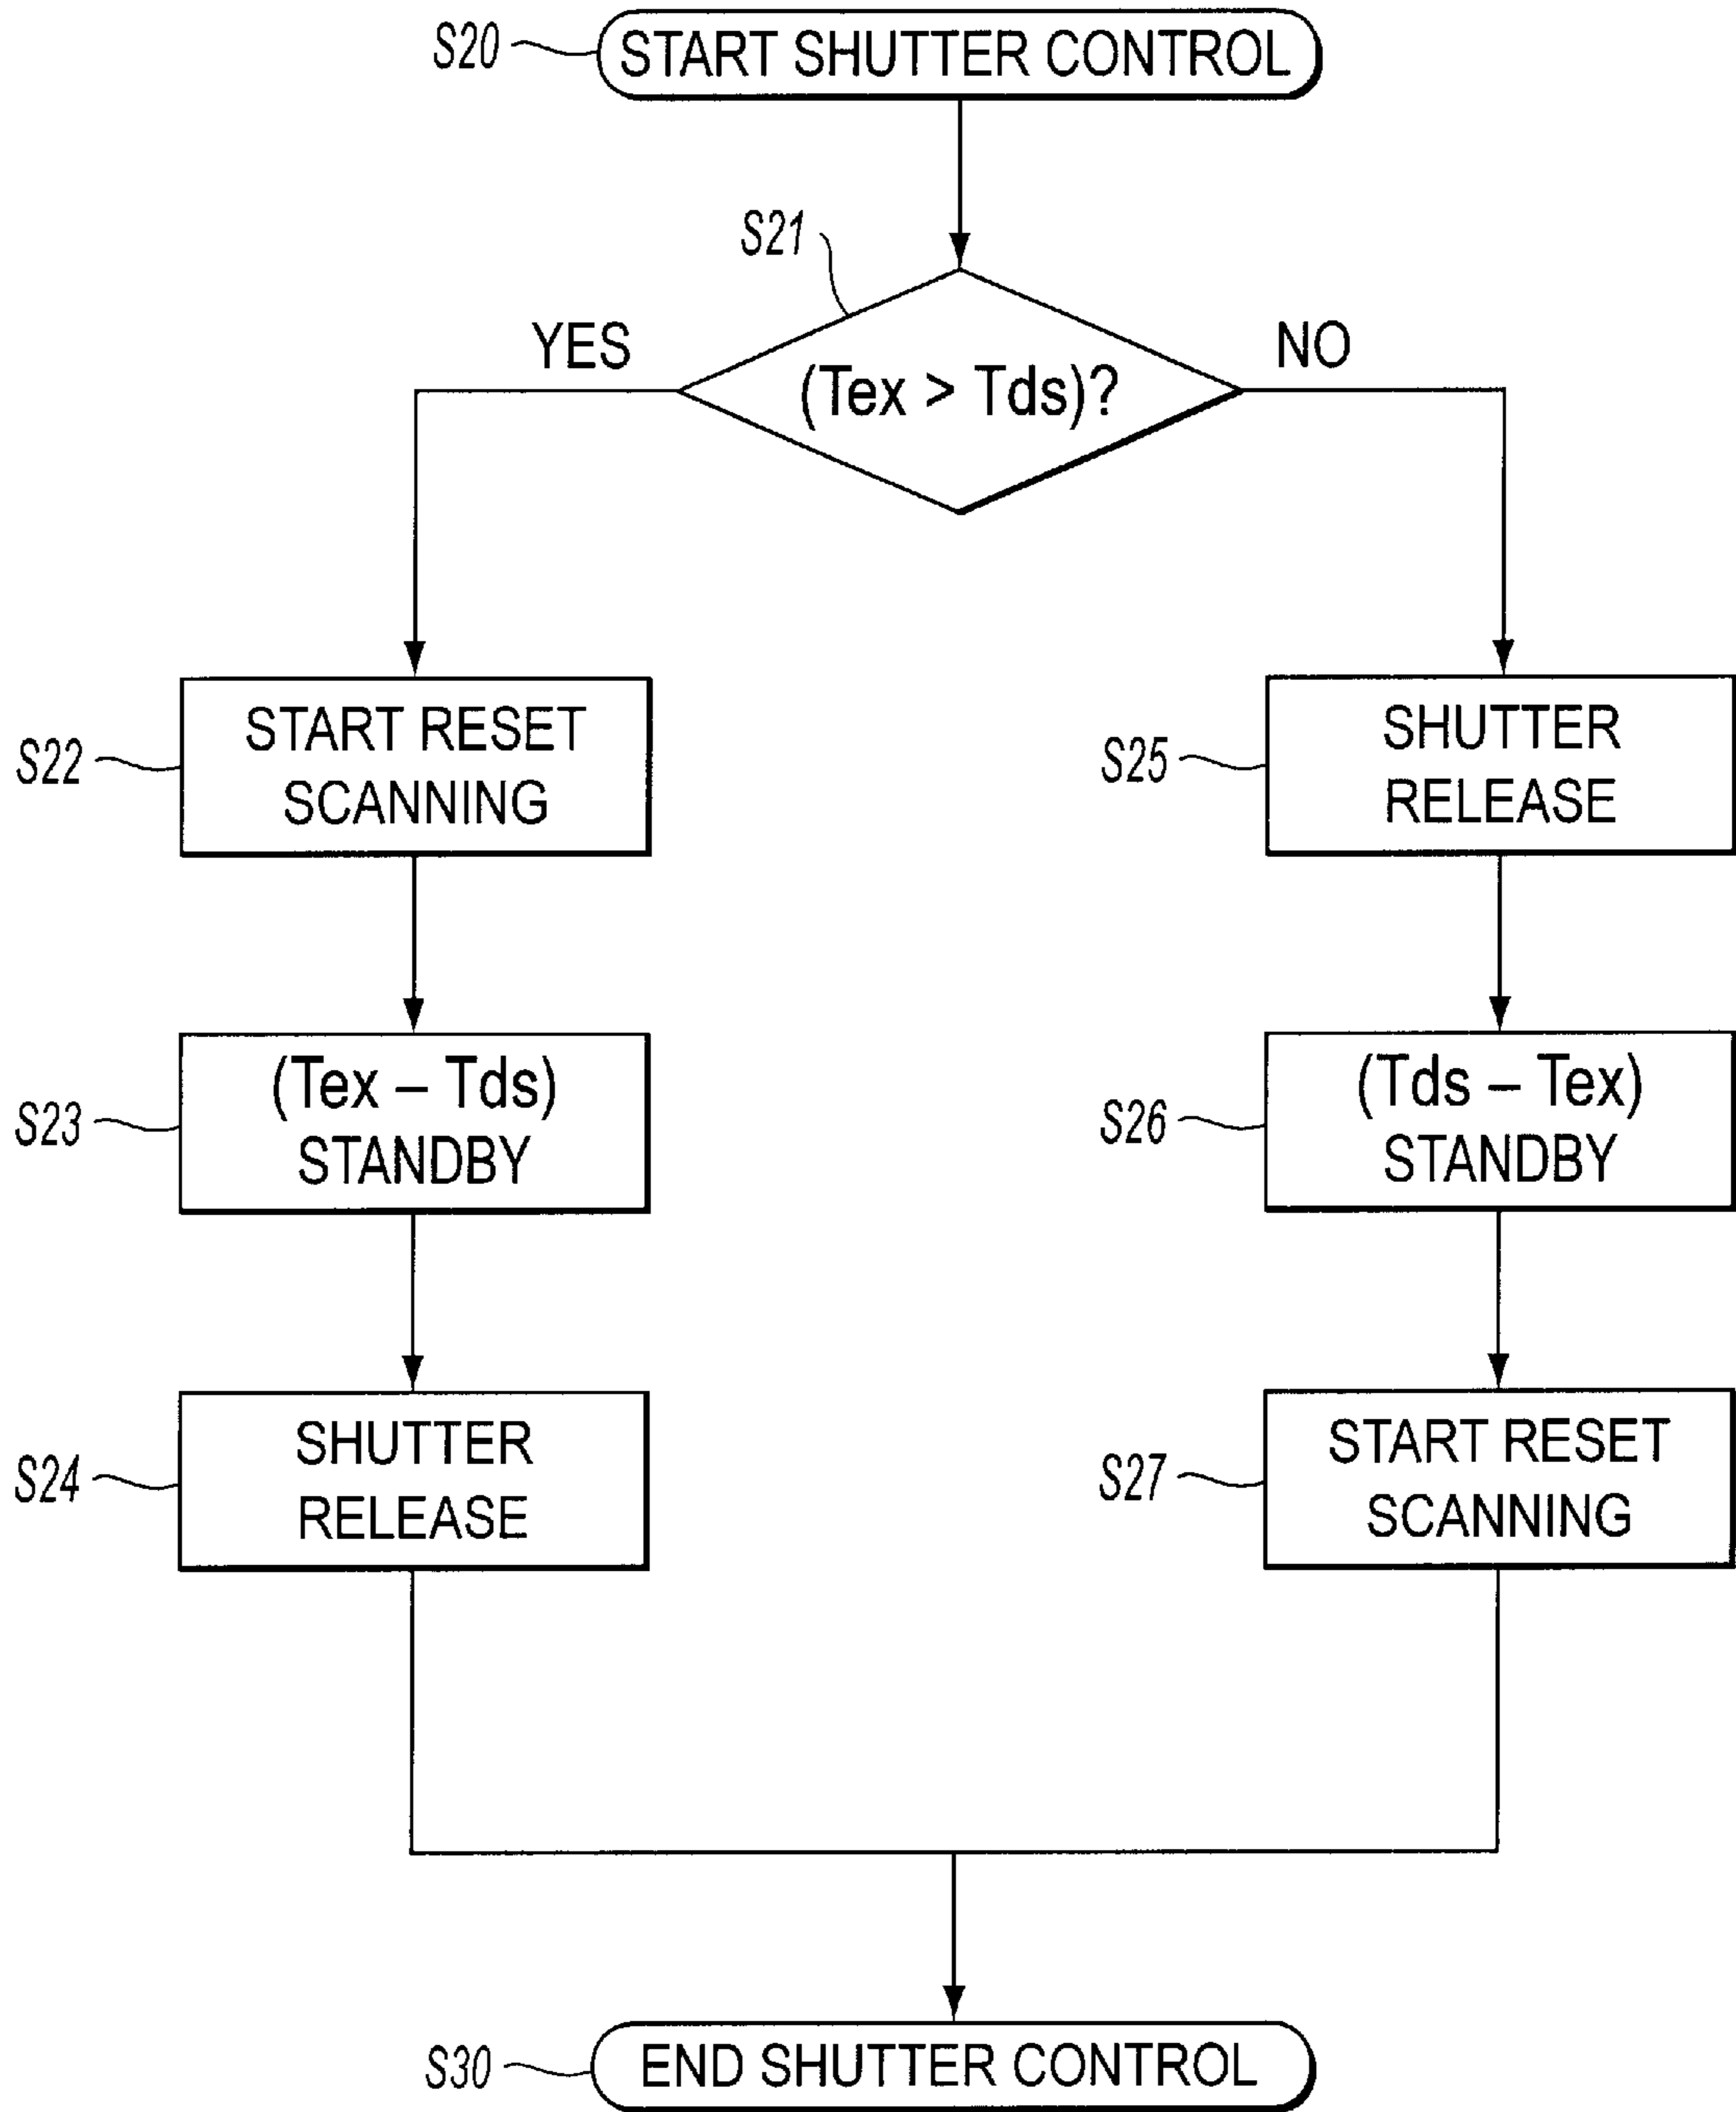 S20
START SHUTTER CONTROL
S21
YES
NO
(Tex > Tds)?
S22
START RESET
SCANNING
S25
SHUTTER
RELEASE
S23
(Tex – Tds)
STANDBY
S26
(Tds – Tex)
STANDBY
S24
SHUTTER
RELEASE
S27
START RESET
SCANNING
S30
END SHUTTER CONTROL